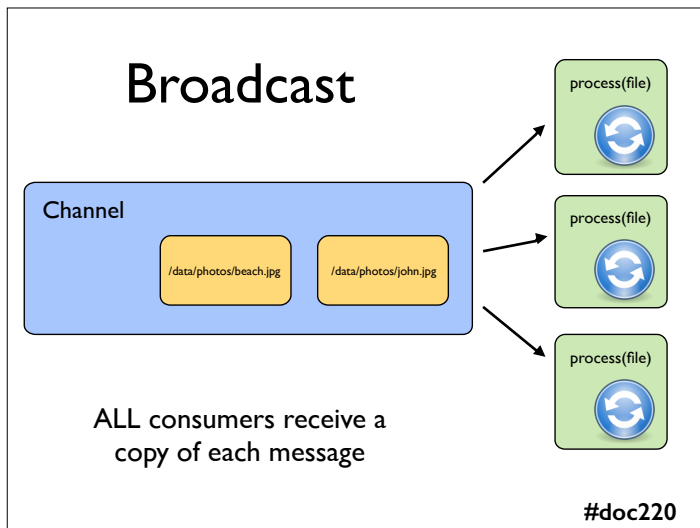 Broadcast
process(file)
Channel
/data/photos/beach.jpg
/data/photos/john.jpg
process(file)
process(file)
ALL consumers receive a
copy of each message
#doc220